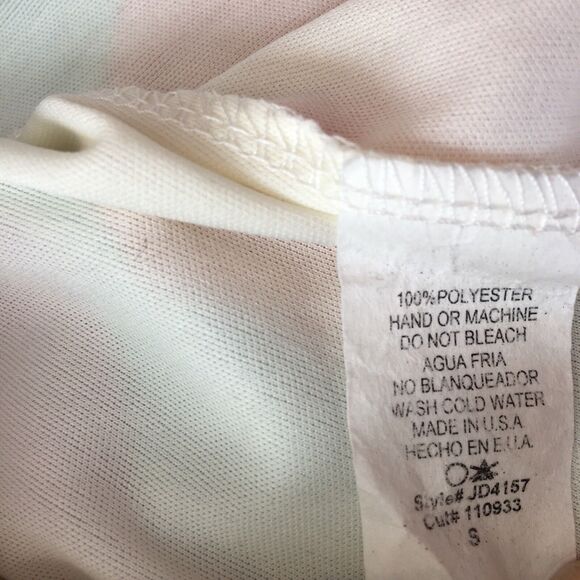 100% POLYESTER
HAND OR MACHINE
DO NOT BLEACH
AGUA FRIA
NO BLANQUEADOR
WASH COLD WATER
MADE IN U.S.A
HECHO EN E.U.A.
Style# JD4157
Cut# 110933
S